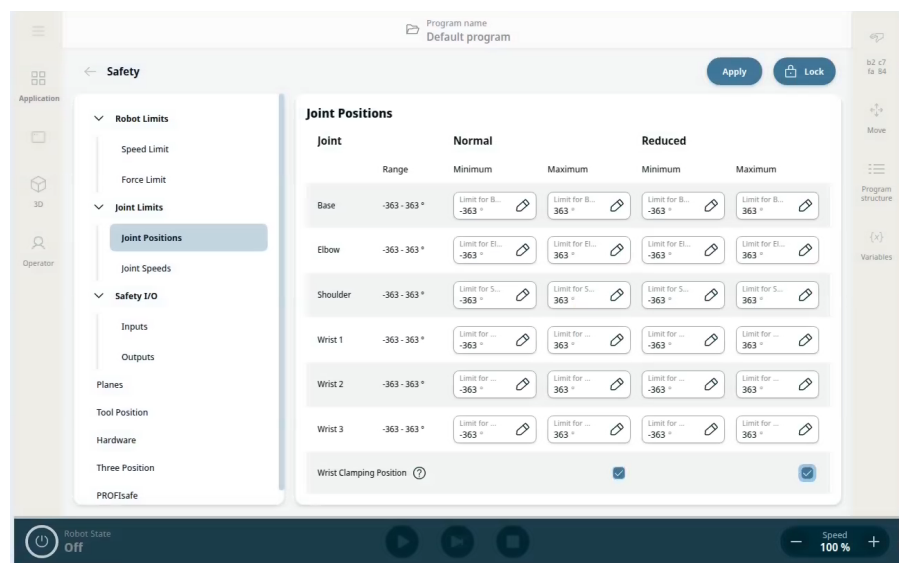 Program name
Default program
Safety
Apply
Lock
b2 c7
fa 84
Application
Move
3D
Program
structure
Operator
{x}
Variables
Robot Limits
Speed Limit
Force Limit
Joint Limits
Joint Positions
Joint Speeds
Safety I/O
Inputs
Outputs
Planes
Tool Position
Hardware
Three Position
PROFIsafe
Joint Positions
Joint Normal Reduced
Range Minimum Maximum Minimum Maximum
Limit for B... Limit for B... Limit for B... Limit for B...
Base -363 - 363 ° -363 ° 363 ° -363 ° 363 °
Limit for El... Limit for El... Limit for El... Limit for El...
Elbow -363 - 363 ° -363 ° 363 ° -363 ° 363 °
Limit for S... Limit for S... Limit for S... Limit for S...
Shoulder -363 - 363 ° -363 ° 363 ° -363 ° 363 °
Limit for ... Limit for ... Limit for ... Limit for ...
Wrist 1 -363 - 363 ° -363 ° 363 ° -363 ° 363 °
Limit for ... Limit for ... Limit for ... Limit for ...
Wrist 2 -363 - 363 ° -363 ° 363 ° -363 ° 363 °
Limit for ... Limit for ... Limit for ... Limit for ...
Wrist 3 -363 - 363 ° -363 ° 363 ° -363 ° 363 °
Wrist Clamping Position ?
Robot State
Off
Speed
100 %